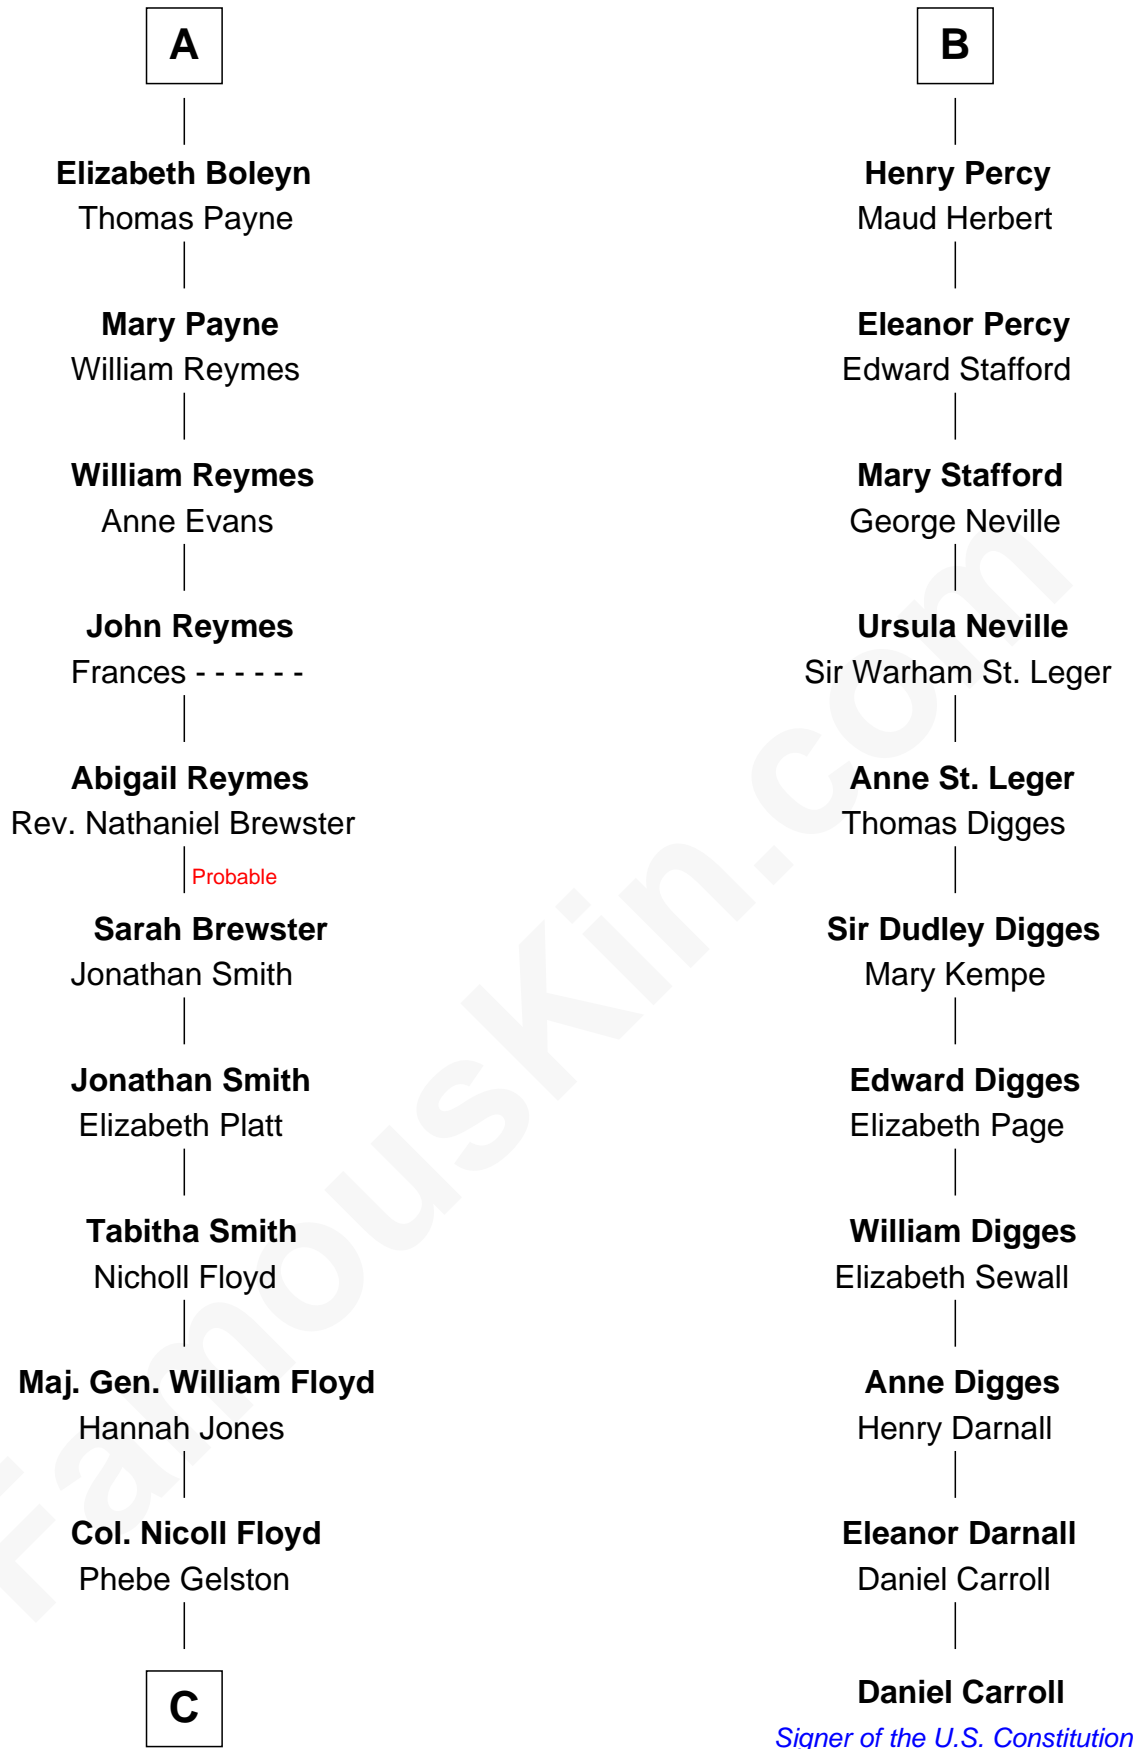 A
Elizabeth Boleyn
Thomas Payne
Mary Payne
William Reymes
William Reymes
Anne Evans
John Reymes
Frances - - - - - -
Abigail Reymes
Rev. Nathaniel Brewster
Probable
Sarah Brewster
Jonathan Smith
Jonathan Smith
Elizabeth Platt
Tabitha Smith
Nicholl Floyd
Maj. Gen. William Floyd
Hannah Jones
Col. Nicoll Floyd
Phebe Gelston
C
B
Henry Percy
Maud Herbert
Eleanor Percy
Edward Stafford
Mary Stafford
George Neville
Ursula Neville
Sir Warham St. Leger
Anne St. Leger
Thomas Digges
Sir Dudley Digges
Mary Kempe
Edward Digges
Elizabeth Page
William Digges
Elizabeth Sewall
Anne Digges
Henry Darnall
Eleanor Darnall
Daniel Carroll
Daniel Carroll
Signer of the U.S. Constitution
FamousKin.com